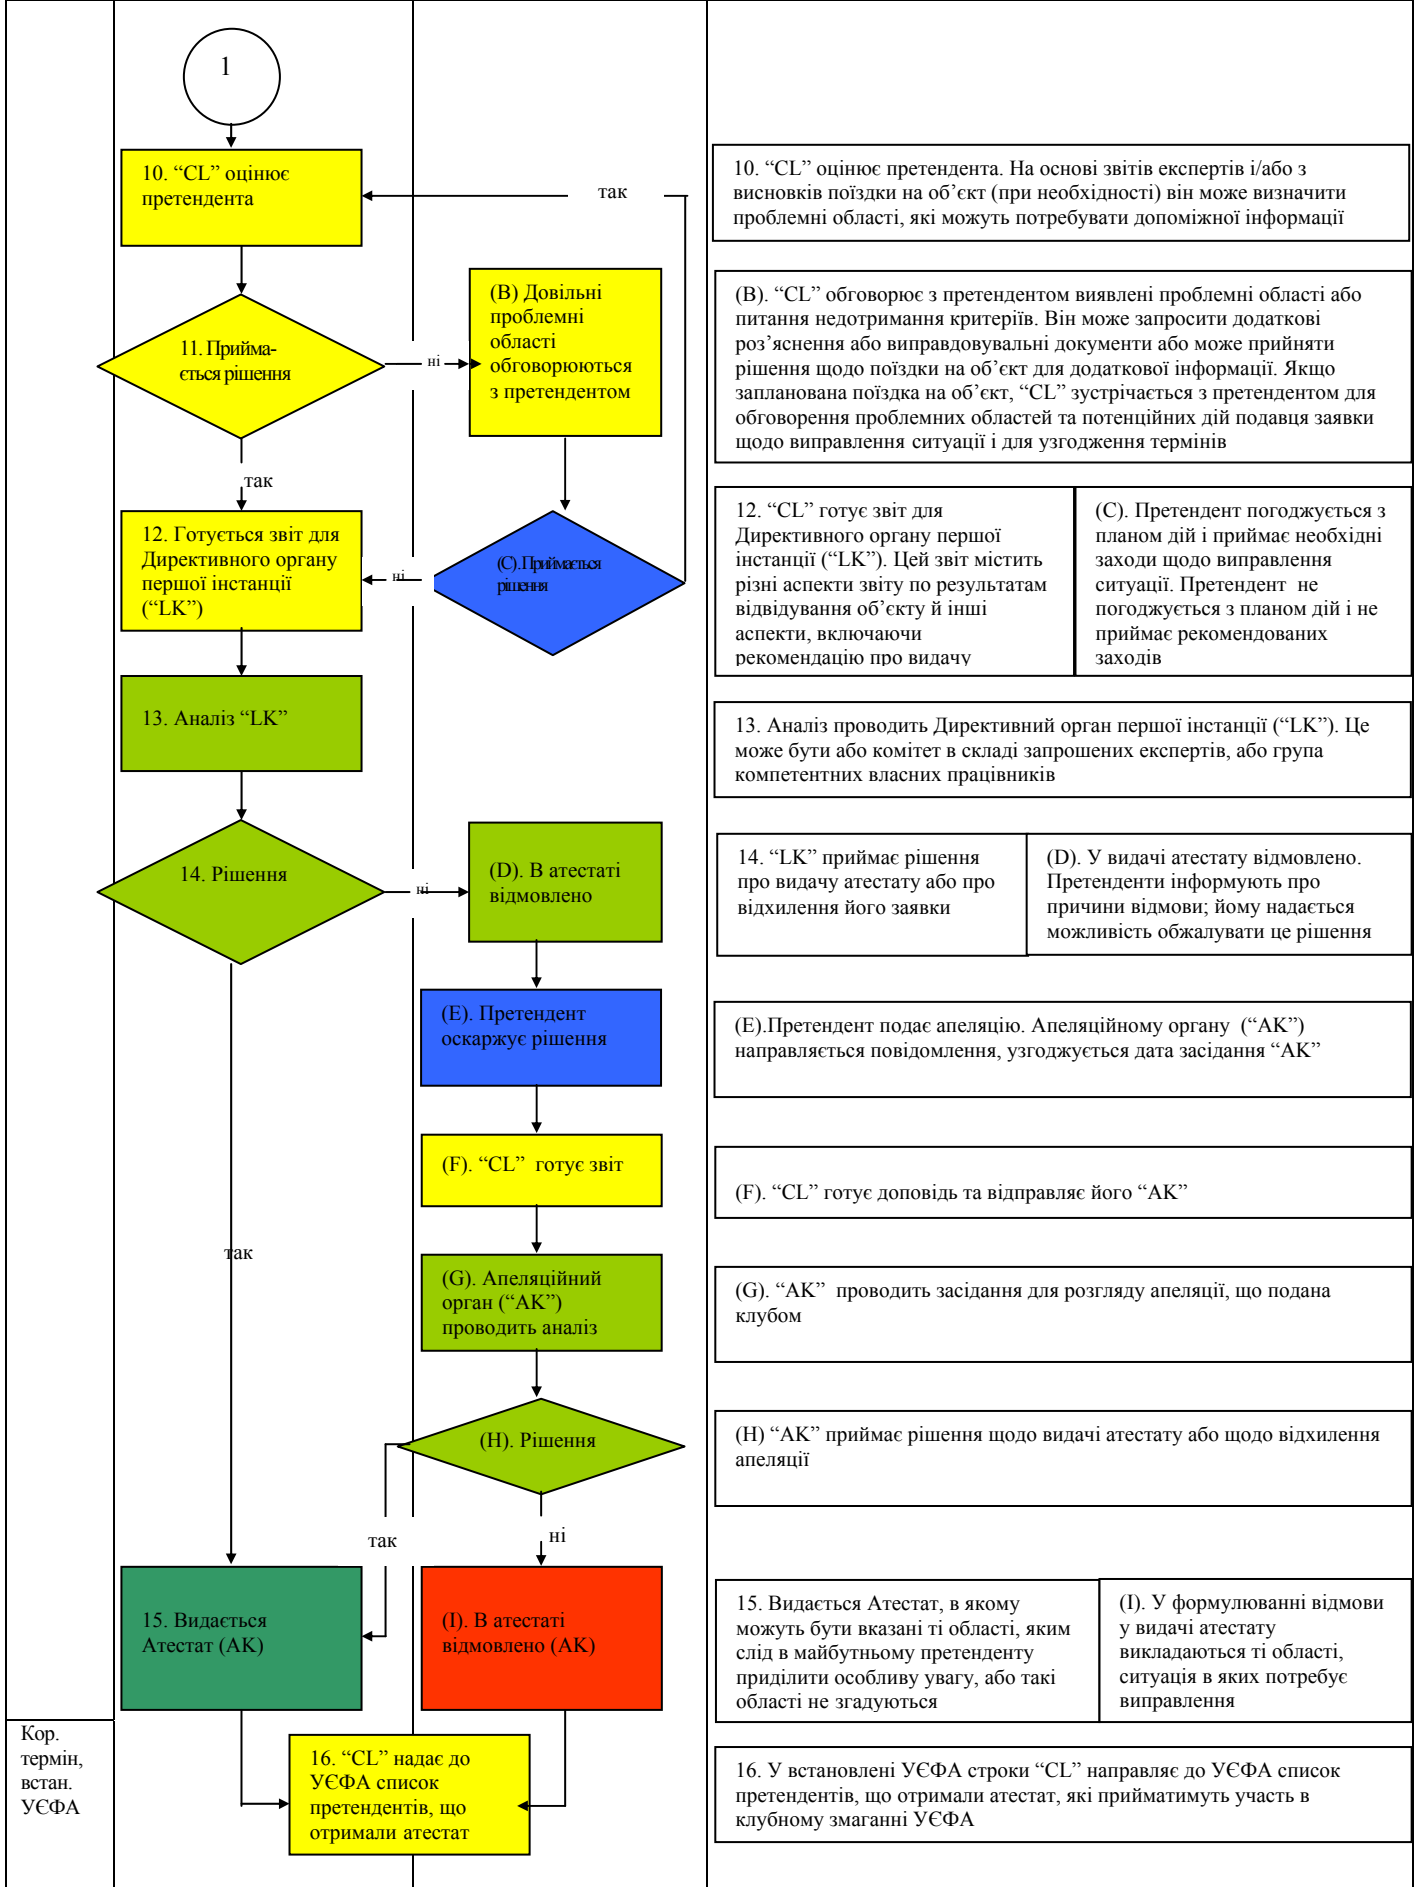 1
10. “CL” оцінює
претендента
так
10. “CL” оцінює претендента. На основі звітів експертів і/або з
висновків поїздки на об’єкт (при необхідності) він може визначити
проблемні області, які можуть потребувати допоміжної інформації
11. Прийма-
ється рішення
ні
(B) Довільні
проблемні
області
обговорюються
з претендентом
(B). “CL” обговорює з претендентом виявлені проблемні області або
питання недотримання критеріїв. Він може запросити додаткові
роз’яснення або виправдовувальні документи або може прийняти
рішення щодо поїздки на об’єкт для додаткової інформації. Якщо
запланована поїздка на об’єкт, “CL” зустрічається з претендентом для
обговорення проблемних областей та потенційних дій подавця заявки
щодо виправлення ситуації і для узгодження термінів
так
12. Готується звіт для
Директивного органу
першої інстанції
(“LK”)
ні
(C).Приймається
рішення
12. “CL” готує звіт для
Директивного органу першої
інстанції (“LK”). Цей звіт містить
різні аспекти звіту по результатам
відвідування об’єкту й інші
аспекти, включаючи
рекомендацію про видачу
(C). Претендент погоджується з
планом дій і приймає необхідні
заходи щодо виправлення
ситуації. Претендент не
погоджується з планом дій і не
приймає рекомендованих
заходів
13. Аналіз “LK”
13. Аналіз проводить Директивний орган першої інстанції (“LK”). Це
може бути або комітет в складі запрошених експертів, або група
компетентних власних працівників
14. Рішення
ні
(D). В атестаті
відмовлено
14. “LK” приймає рішення
про видачу атестату або про
відхилення його заявки
(D). У видачі атестату відмовлено.
Претенденти інформують про
причини відмови; йому надається
можливість обжалувати це рішення
(E). Претендент
оскаржує рішення
(E).Претендент подає апеляцію. Апеляційному органу (“AK”)
направляється повідомлення, узгоджується дата засідання “AK”
(F). “CL” готує звіт
(F). “CL” готує доповідь та відправляє його “AK”
так
(G). Апеляційний
орган (“AK”)
проводить аналіз
(G). “AK” проводить засідання для розгляду апеляції, що подана
клубом
(H). Рішення
(H) “AK” приймає рішення щодо видачі атестату або щодо відхилення
апеляції
так
ні
15. Видається
Атестат (AK)
(I). В атестаті
відмовлено (AK)
15. Видається Атестат, в якому
можуть бути вказані ті області, яким
слід в майбутньому претенденту
приділити особливу увагу, або такі
області не згадуються
(I). У формулюванні відмови
у видачі атестату
викладаються ті області,
ситуація в яких потребує
виправлення
Кор.
термін,
встан.
УЄФА
16. “CL” надає до
УЄФА список
претендентів, що
отримали атестат
16. У встановлені УЄФА строки “CL” направляє до УЄФА список
претендентів, що отримали атестат, які прийматимуть участь в
клубному змаганні УЄФА